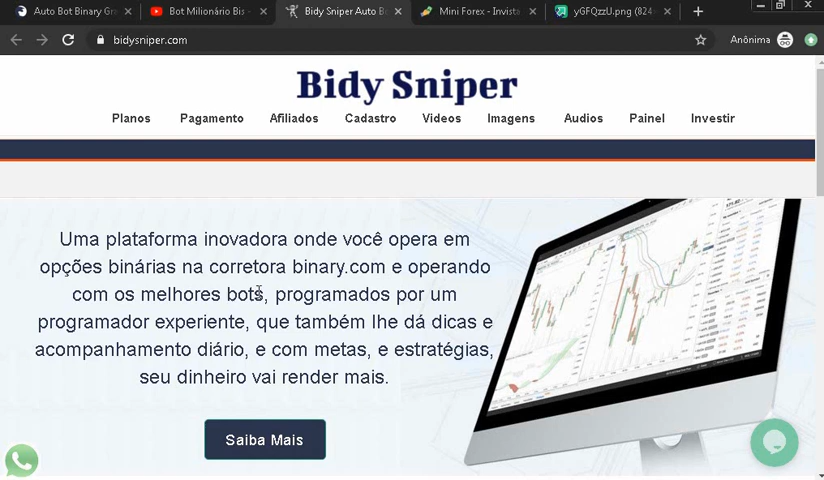 Auto Bot Binary Gra
Bot Milionário Bis -
Bidy Sniper Auto Bo
Mini Forex - Invista
yGFQzzU.png (824
bidysniper.com
Anônima
Bidy Sniper
Planos Pagamento Afiliados Cadastro Videos Imagens Audios Painel Investir
Uma plataforma inovadora onde você opera em
opções binárias na corretora binary.com e operando
com os melhores bots, programados por um
programador experiente, que também lhe dá dicas e
acompanhamento diário, e com metas, e estratégias,
seu dinheiro vai render mais.
Saiba Mais